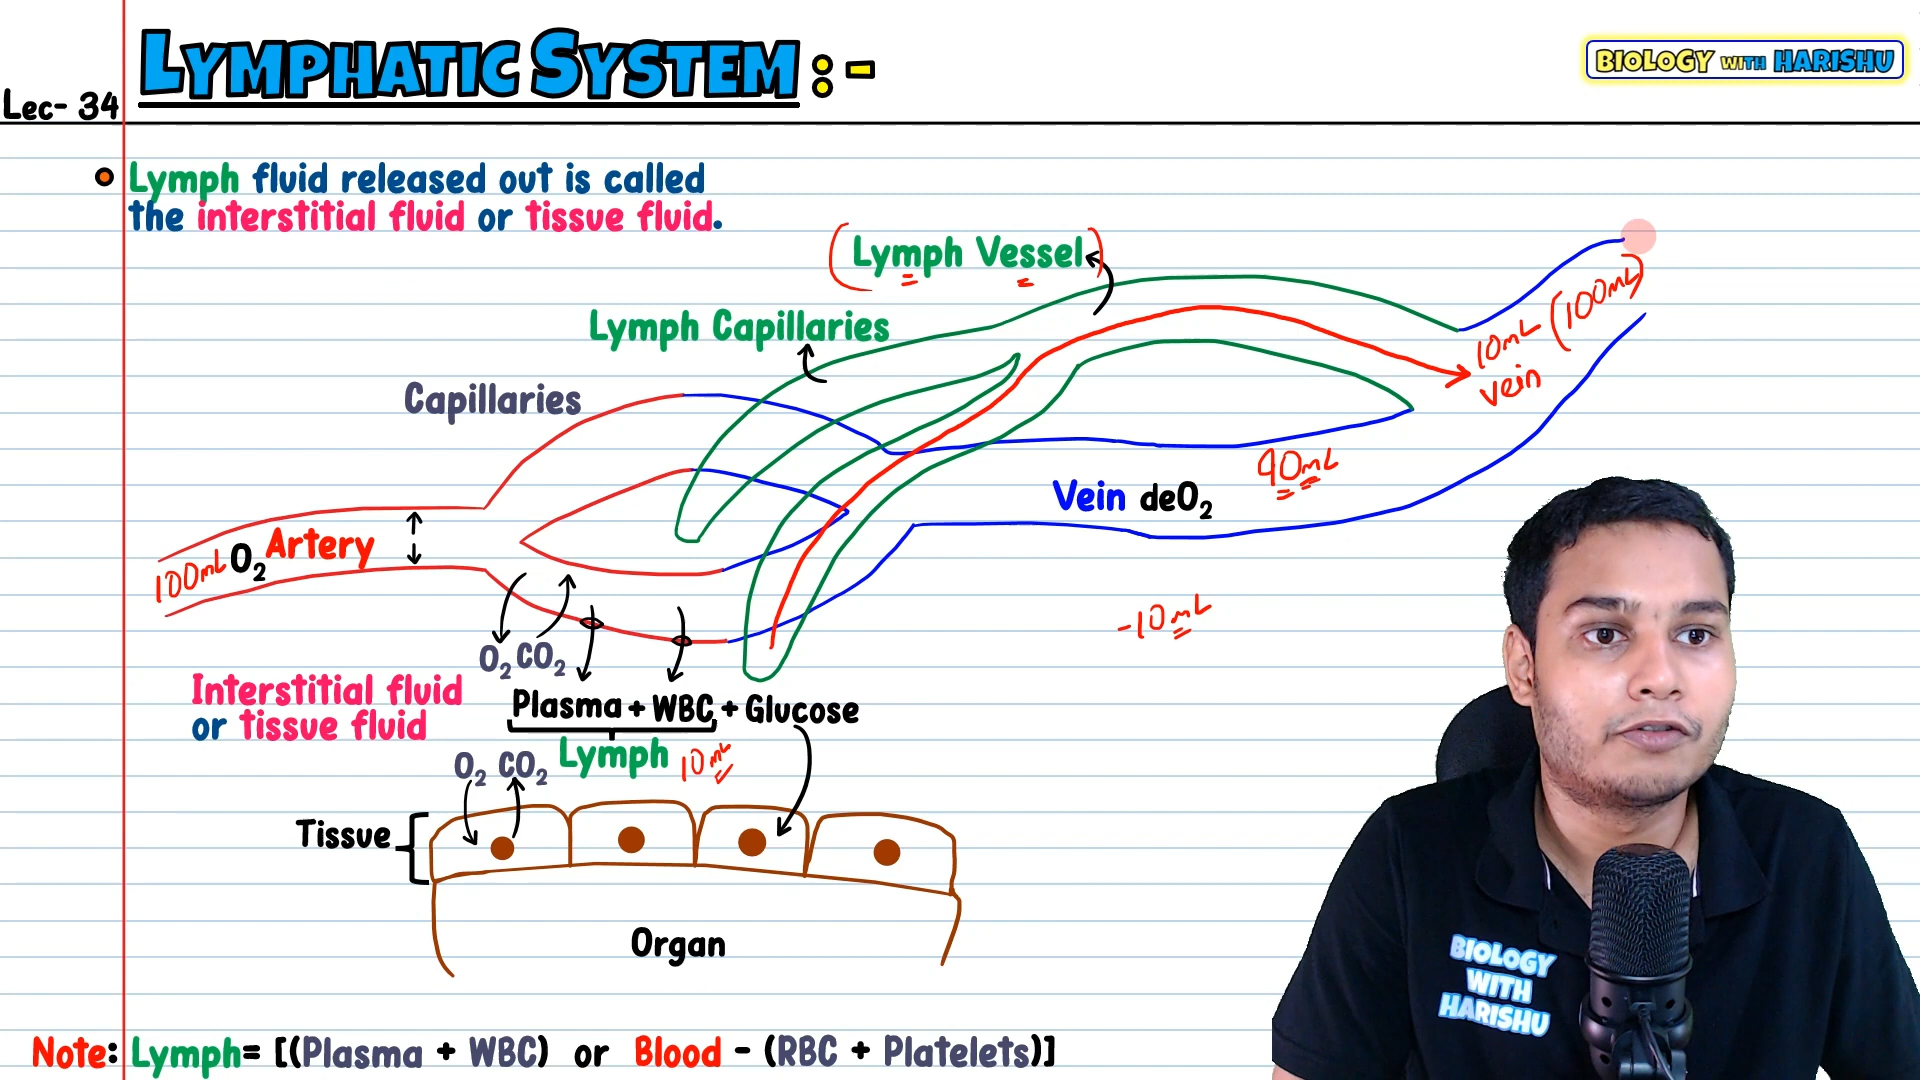 LYMPHATIC SYSTEM :-
BIOLOGY WITH HARISHU
Lec- 34
Lymph fluid released out is called
the interstitial fluid or tissue fluid.
(Lymph Vessel)
Lymph Capillaries
10mL (100mL)
vein
Capillaries
90mL
Vein deO2
100mL O2 Artery
-10mL
O2 CO2
Interstitial fluid
or tissue fluid
Plasma + WBC + Glucose
Lymph 10mL
O2 CO2
Tissue
Organ
BIOLOGY
WITH
HARISHU
Note: Lymph= [(Plasma + WBC) or Blood - (RBC + Platelets)]